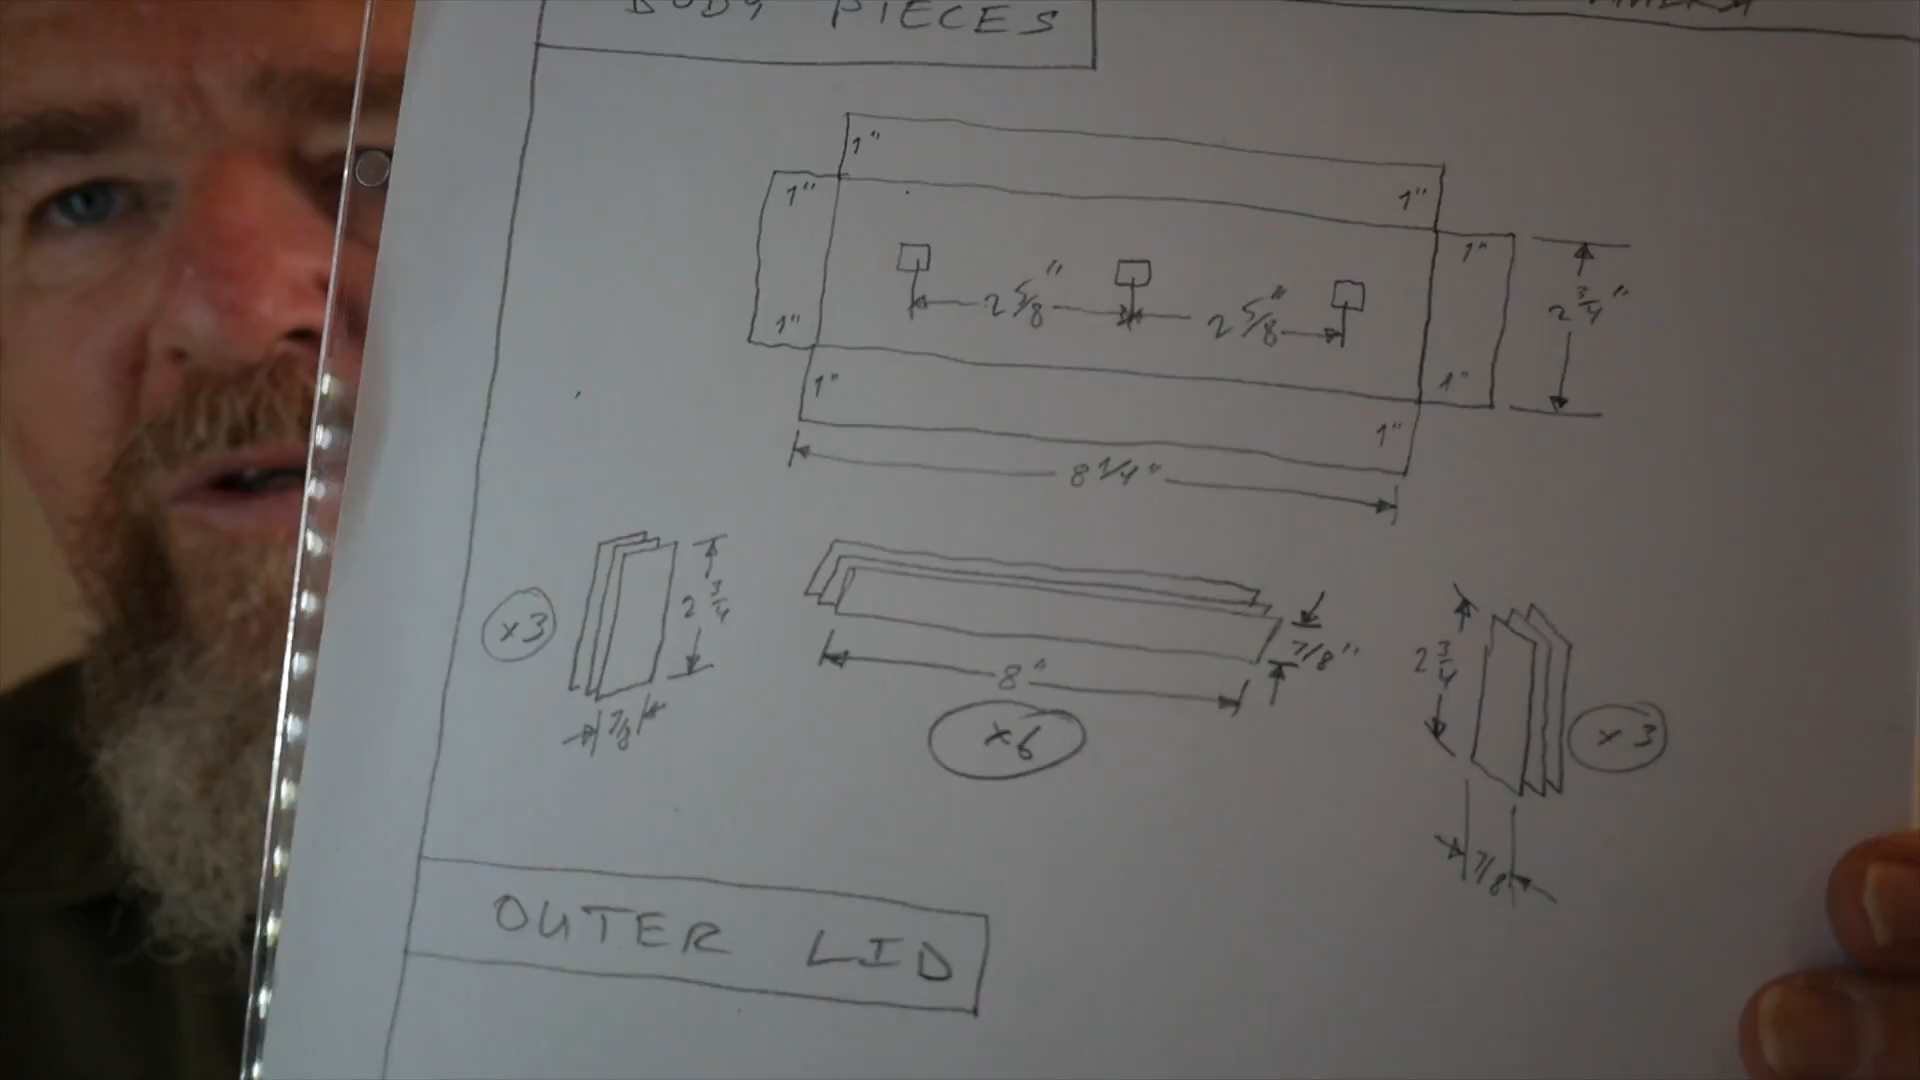 BODY PIECES
1"
1" 1"
1"
2 5/8" 2 5/8" 2 3/4"
1" 1"
1" 1"
8 1/4"
x3 2 3/4 7/8
8" 7/8"
x6
2 3/4 x3
7/8
OUTER LID